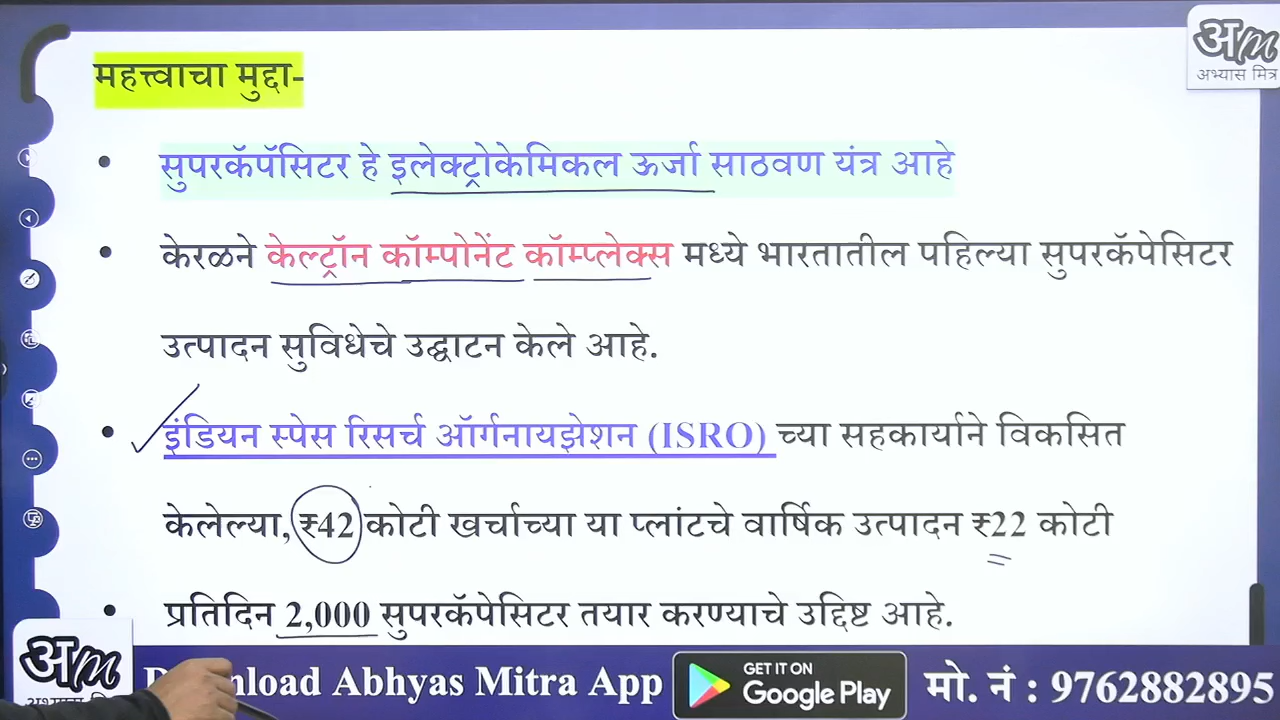 अm
अभ्यास मित्र
महत्त्वाचा मुद्दा-
• सुपरकॅपॅसिटर हे इलेक्ट्रोकेमिकल ऊर्जा साठवण यंत्र आहे
• केरळने केल्ट्रॉन कॉम्पोनेंट कॉम्प्लेक्स मध्ये भारतातील पहिल्या सुपरकॅपेसिटर
उत्पादन सुविधेचे उद्घाटन केले आहे.
• इंडियन स्पेस रिसर्च ऑर्गनायझेशन (ISRO) च्या सहकार्याने विकसित
केलेल्या, ₹42 कोटी खर्चाच्या या प्लांटचे वार्षिक उत्पादन ₹22 कोटी
• प्रतिदिन 2,000 सुपरकॅपेसिटर तयार करण्याचे उद्दिष्ट आहे.
अm
Abhyas Mitra App GET IT ON Google Play मो. नं : 9762882895